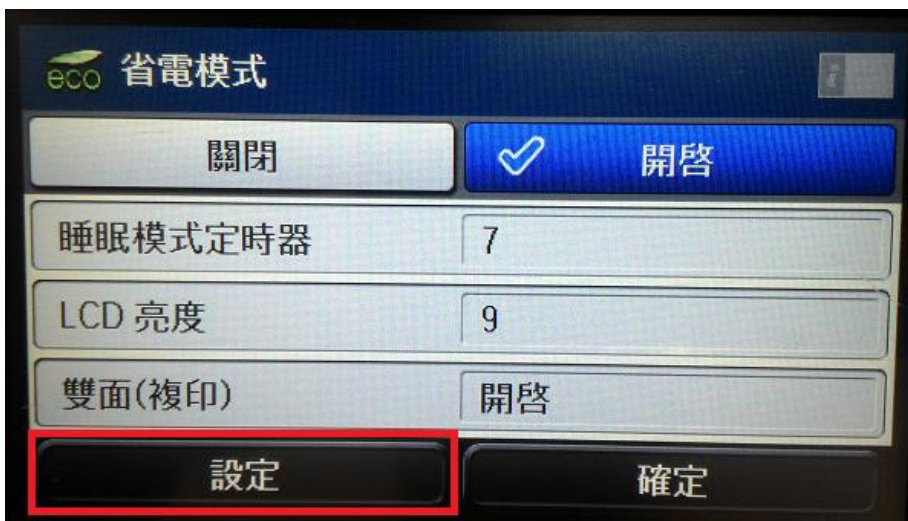 eco 省電模式
關閉 開啓
睡眠模式定時器 7
LCD 亮度 9
雙面(複印) 開啓
設定 確定